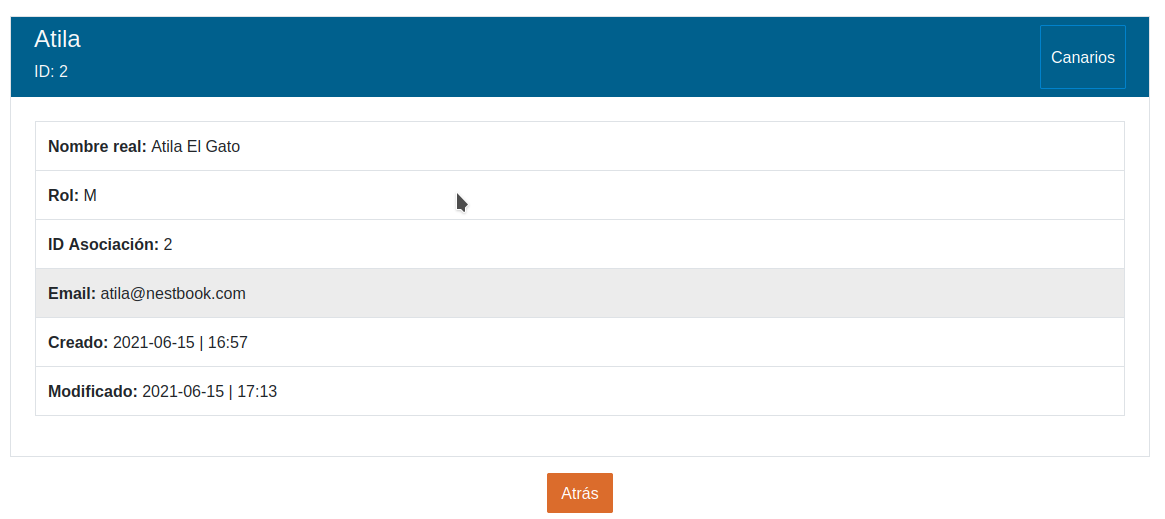 Atila
ID: 2
Canarios
Nombre real: Atila El Gato
Rol: M
ID Asociación: 2
Email: atila@nestbook.com
Creado: 2021-06-15 | 16:57
Modificado: 2021-06-15 | 17:13
Atrás